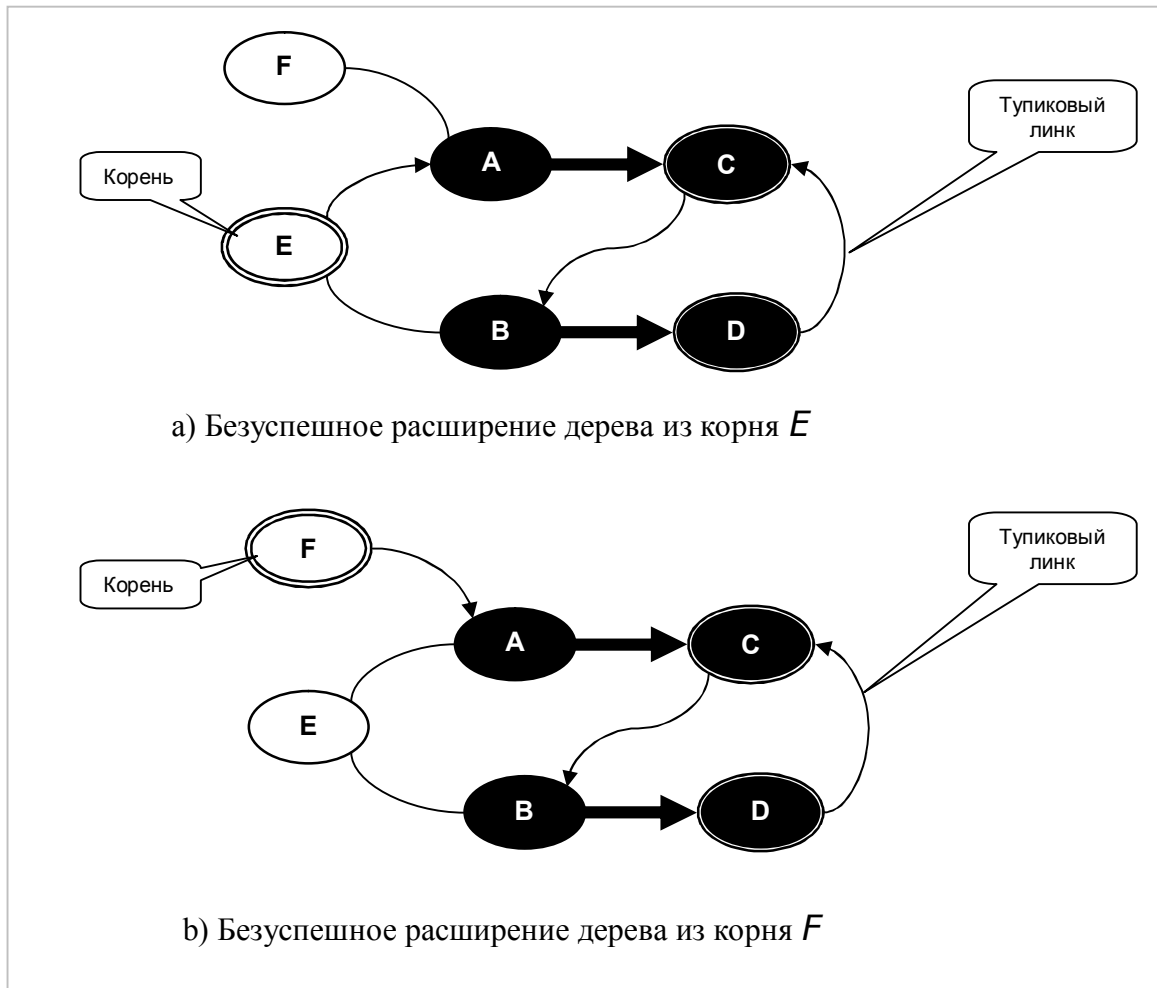 F
Тупиковый
линк
A
C
Корень
E
B
D
a) Безуспешное расширение дерева из корня E
F
Тупиковый
линк
Корень
A
C
E
B
D
b) Безуспешное расширение дерева из корня F